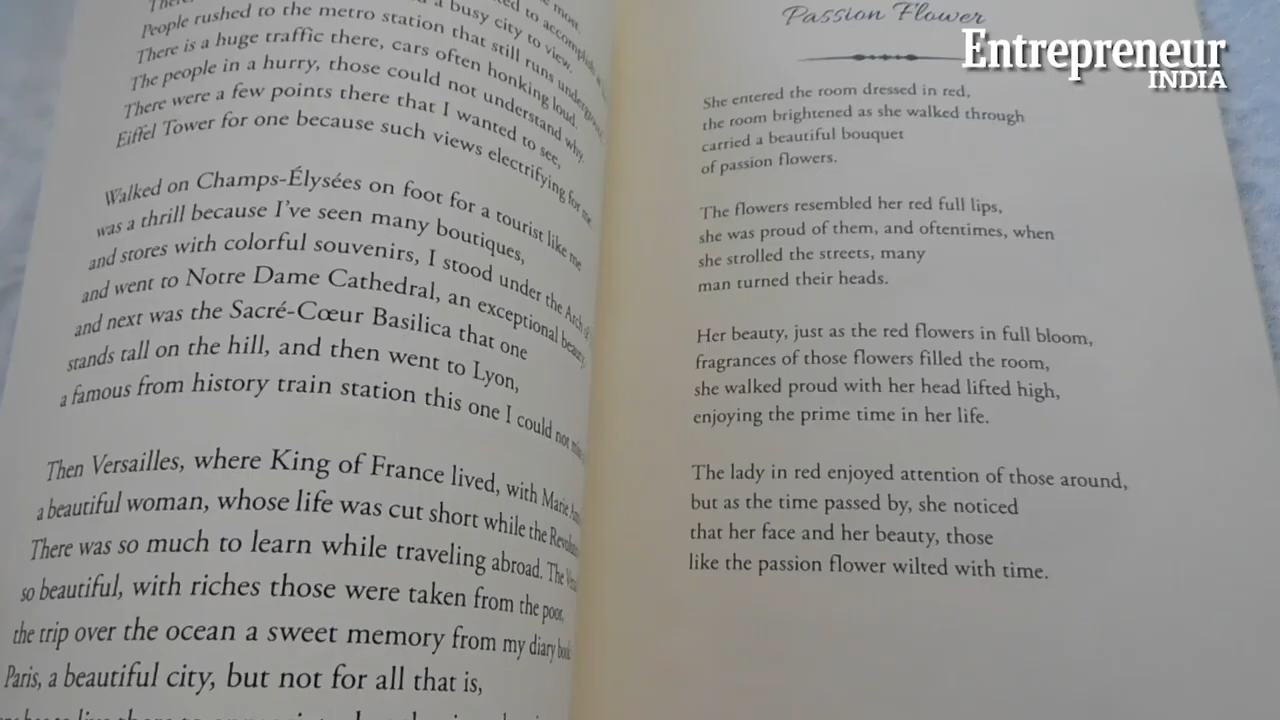 to accomplish
a busy city to view.
People rushed to the metro station that still runs underground.
There is a huge traffic there, cars often honking loud.
The people in a hurry, those could not understand why.
There were a few points there that I wanted to see,
Eiffel Tower for one because such views electrifying for me.
Walked on Champs-Élysées on foot for a tourist like me
was a thrill because I've seen many boutiques,
and stores with colorful souvenirs, I stood under the Arch
and went to Notre Dame Cathedral, an exceptional beauty,
and next was the Sacré-Cœur Basilica that one
stands tall on the hill, and then went to Lyon,
a famous from history train station this one I could not
Then Versailles, where King of France lived, with Marie
a beautiful woman, whose life was cut short while the
There was so much to learn while traveling abroad. The
so beautiful, with riches those were taken from the poor,
the trip over the ocean a sweet memory from my diary book
Paris, a beautiful city, but not for all that is,
Passion Flower
Entrepreneur
INDIA
She entered the room dressed in red,
the room brightened as she walked through
carried a beautiful bouquet
of passion flowers.
The flowers resembled her red full lips,
she was proud of them, and oftentimes, when
she strolled the streets, many
man turned their heads.
Her beauty, just as the red flowers in full bloom,
fragrances of those flowers filled the room,
she walked proud with her head lifted high,
enjoying the prime time in her life.
The lady in red enjoyed attention of those around,
but as the time passed by, she noticed
that her face and her beauty, those
like the passion flower wilted with time.